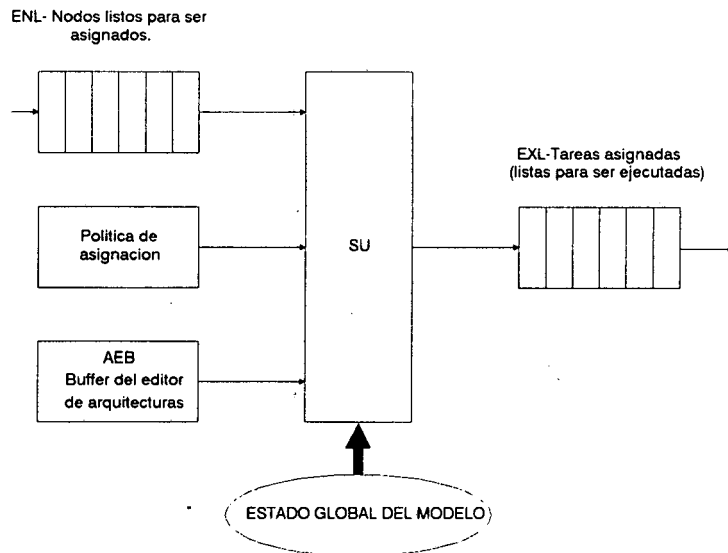 ENL- Nodos listos para ser
asignados.
EXL-Tareas asignadas
(listas para ser ejecutadas)
Politica de
asignacion
SU
AEB
Buffer del editor
de arquitecturas
ESTADO GLOBAL DEL MODELO